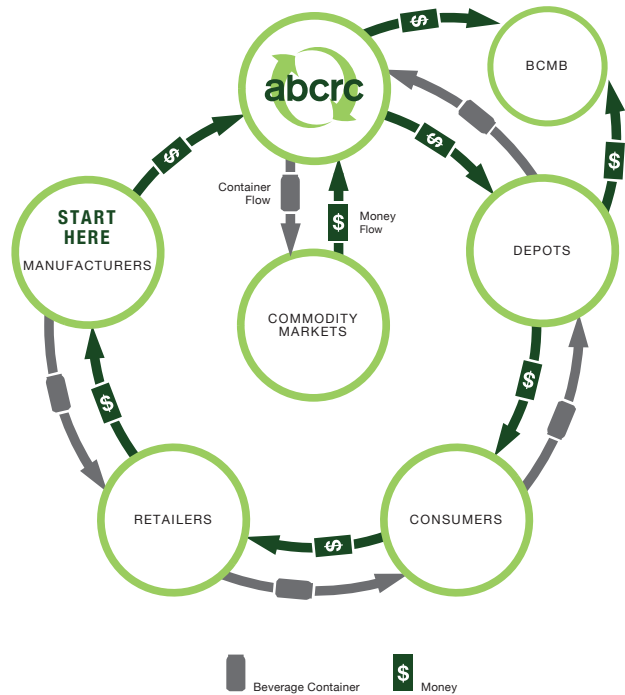 $
BCMB
abcrc
$
$
$
Container
Flow
$
Money
Flow
START
HERE
MANUFACTURERS
DEPOTS
COMMODITY
MARKETS
$
$
RETAILERS
CONSUMERS
$
Beverage Container
$
Money